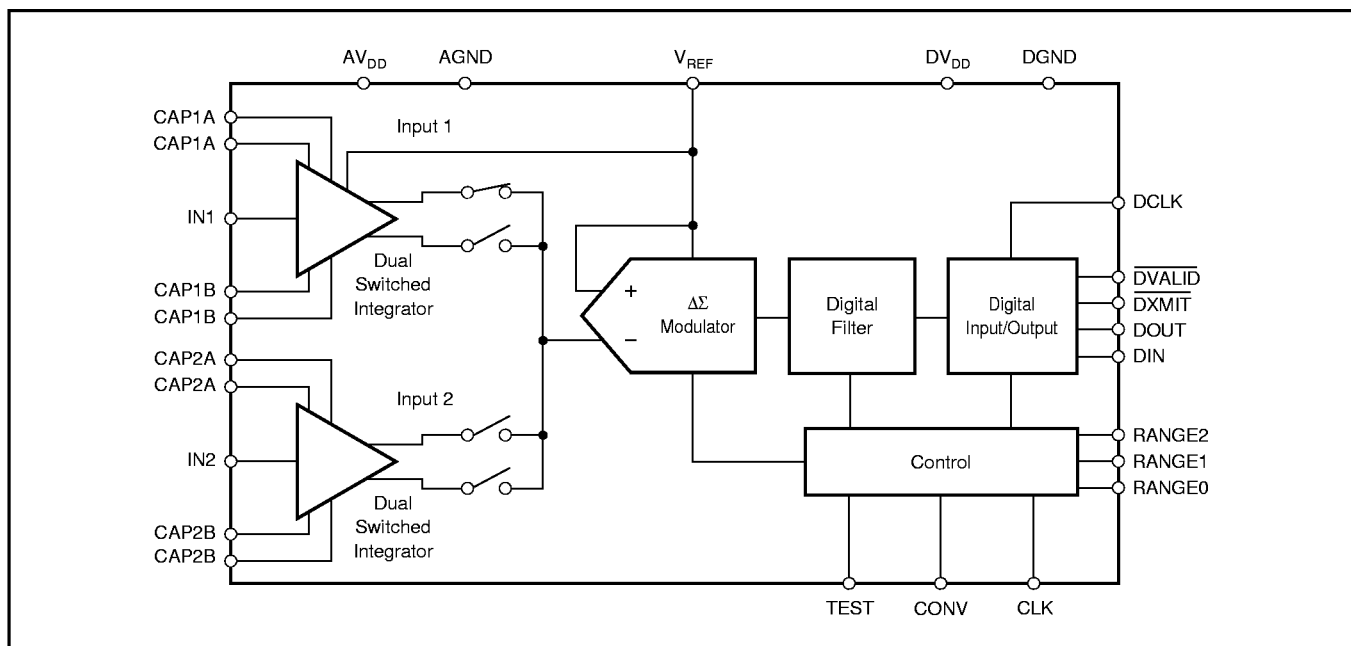 AVDD
AGND
VREF
DVDD
DGND
CAP1A
CAP1A
Input 1
IN1
Dual
Switched
Integrator
CAP1B
CAP1B
CAP2A
CAP2A
Input 2
IN2
Dual
Switched
Integrator
CAP2B
CAP2B
+
−
ΔΣ
Modulator
Digital
Filter
Digital
Input/Output
Control
DCLK
DVALID
DXMIT
DOUT
DIN
RANGE2
RANGE1
RANGE0
TEST
CONV
CLK